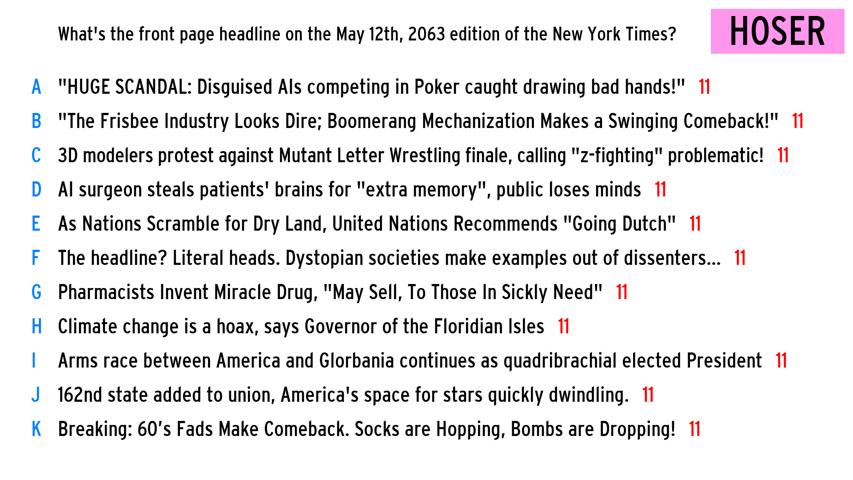 What's the front page headline on the May 12th, 2063 edition of the New York Times? HOSER
A "HUGE SCANDAL: Disguised AIs competing in Poker caught drawing bad hands!" 11
B "The Frisbee Industry Looks Dire; Boomerang Mechanization Makes a Swinging Comeback!" 11
C 3D modelers protest against Mutant Letter Wrestling finale, calling "z-fighting" problematic! 11
D AI surgeon steals patients' brains for "extra memory", public loses minds 11
E As Nations Scramble for Dry Land, United Nations Recommends "Going Dutch" 11
F The headline? Literal heads. Dystopian societies make examples out of dissenters... 11
G Pharmacists Invent Miracle Drug, "May Sell, To Those In Sickly Need" 11
H Climate change is a hoax, says Governor of the Floridian Isles 11
I Arms race between America and Glorbania continues as quadribrachial elected President 11
J 162nd state added to union, America's space for stars quickly dwindling. 11
K Breaking: 60’s Fads Make Comeback. Socks are Hopping, Bombs are Dropping! 11